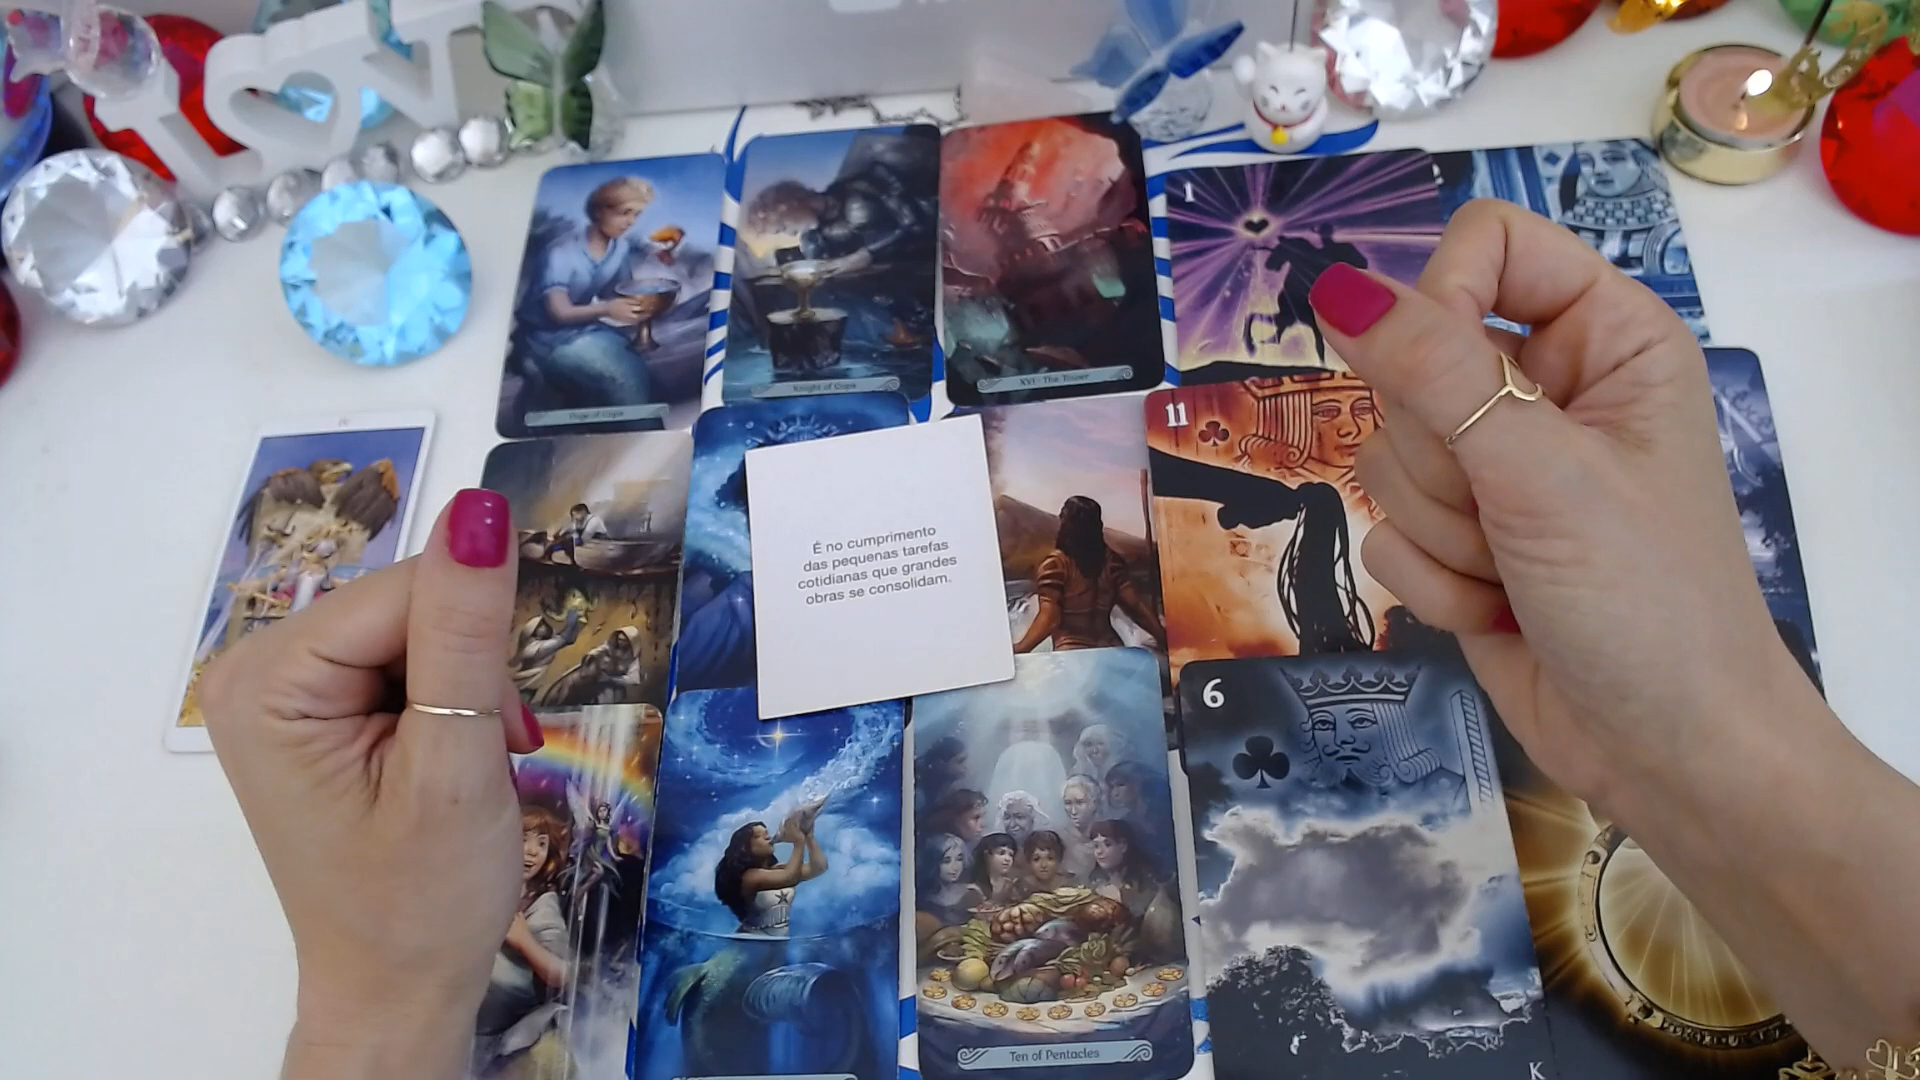 I♡Y
IV
Page of Cups
Knight of Cups
XVI - The Tower
1
11
É no cumprimento
das pequenas tarefas
cotidianas que grandes
obras se consolidam.
6
Ten of Pentacles
K